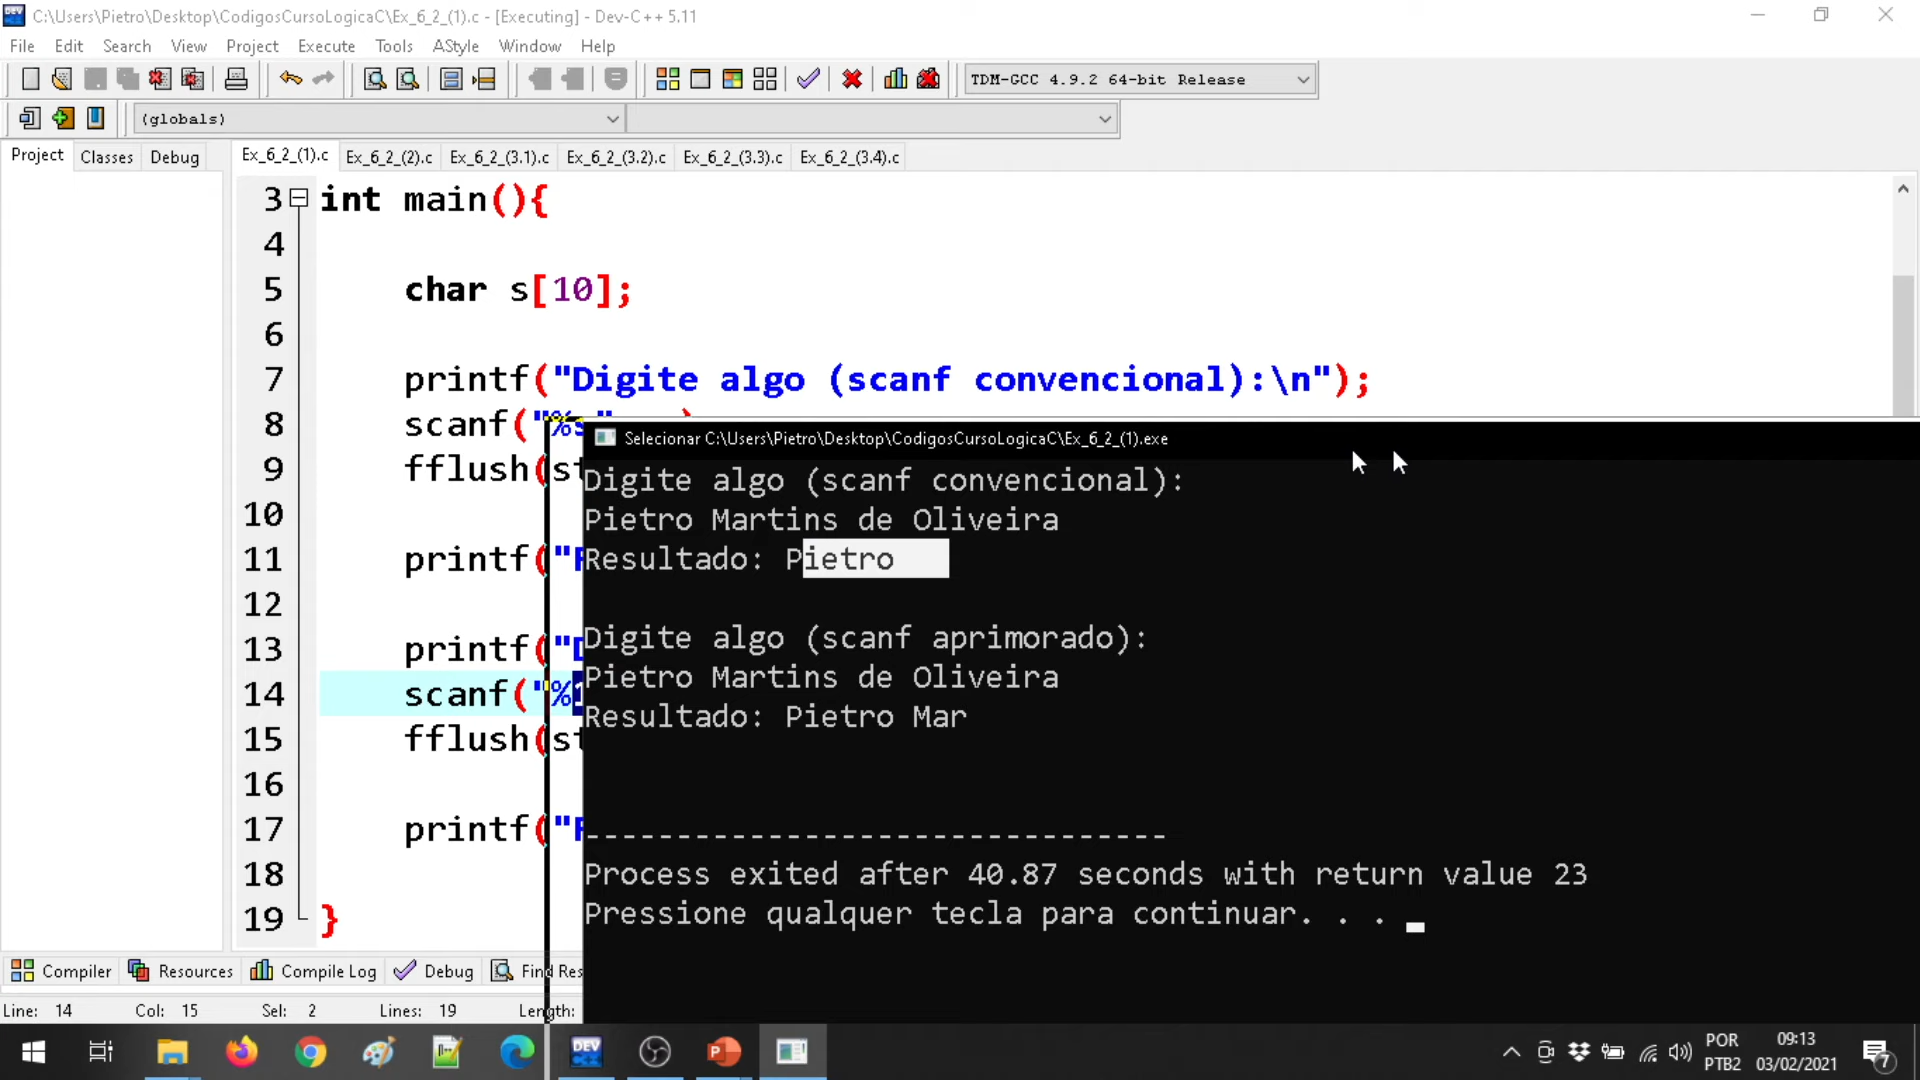 C:\Users\Pietro\Desktop\CodigosCursoLogicaC\Ex_6_2_(1).c - [Executing] - Dev-C++ 5.11
File Edit Search View Project Execute Tools AStyle Window Help
TDM-GCC 4.9.2 64-bit Release
(globals)
Project Classes Debug
Ex_6_2_(1).c Ex_6_2_(2).c Ex_6_2_(3.1).c Ex_6_2_(3.2).c Ex_6_2_(3.3).c Ex_6_2_(3.4).c
3 int main(){
4
5 char s[10];
6
7 printf("Digite algo (scanf convencional):\n");
8 scanf("%s"
9 fflush(st
10
11 printf("
12
13 printf("D
14 scanf("%
15 fflush(st
16
17 printf("
18
19 }
Selecionar C:\Users\Pietro\Desktop\CodigosCursoLogicaC\Ex_6_2_(1).exe
Digite algo (scanf convencional):
Pietro Martins de Oliveira
Resultado: Pietro
Digite algo (scanf aprimorado):
Pietro Martins de Oliveira
Resultado: Pietro Mar
--------------------------------
Process exited after 40.87 seconds with return value 23
Pressione qualquer tecla para continuar. . .
Compiler Resources Compile Log Debug Find Res
Line: 14 Col: 15 Sel: 2 Lines: 19 Length:
DEV
POR
PTB2
09:13
03/02/2021
7